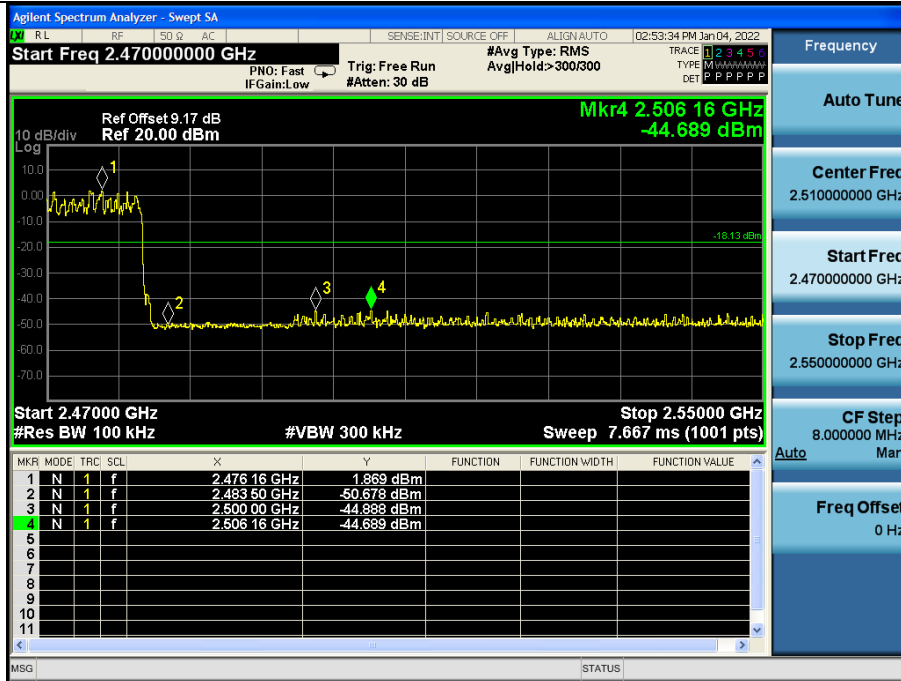 Agilent Spectrum Analyzer - Swept SA
LXI RL RF 50 Ω AC SENSE:INT SOURCE OFF ALIGN AUTO 02:53:34 PM Jan 04, 2022
Start Freq 2.470000000 GHz
PNO: Fast
IFGain:Low
Trig: Free Run
#Atten: 30 dB
#Avg Type: RMS
Avg|Hold:>300/300
TRACE 1 2 3 4 5 6
TYPE M
DET P P P P P P
Mkr4 2.506 16 GHz
-44.689 dBm
Ref Offset 9.17 dB
10 dB/div Ref 20.00 dBm
Log
10.0
0.00
-10.0
-20.0
-30.0
-40.0
-50.0
-60.0
-70.0
1
2
3
4
-18.13 dBm
Start 2.47000 GHz Stop 2.55000 GHz
#Res BW 100 kHz #VBW 300 kHz Sweep 7.667 ms (1001 pts)
MKR MODE TRC SCL X Y FUNCTION FUNCTION WIDTH FUNCTION VALUE
1 N 1 f 2.476 16 GHz 1.869 dBm
2 N 1 f 2.483 50 GHz -50.678 dBm
3 N 1 f 2.500 00 GHz -44.888 dBm
4 N 1 f 2.506 16 GHz -44.689 dBm
5
6
7
8
9
10
11
MSG STATUS
Frequency
Auto Tune
Center Freq
2.510000000 GHz
Start Freq
2.470000000 GHz
Stop Freq
2.550000000 GHz
CF Step
8.000000 MHz
Auto Man
Freq Offset
0 Hz